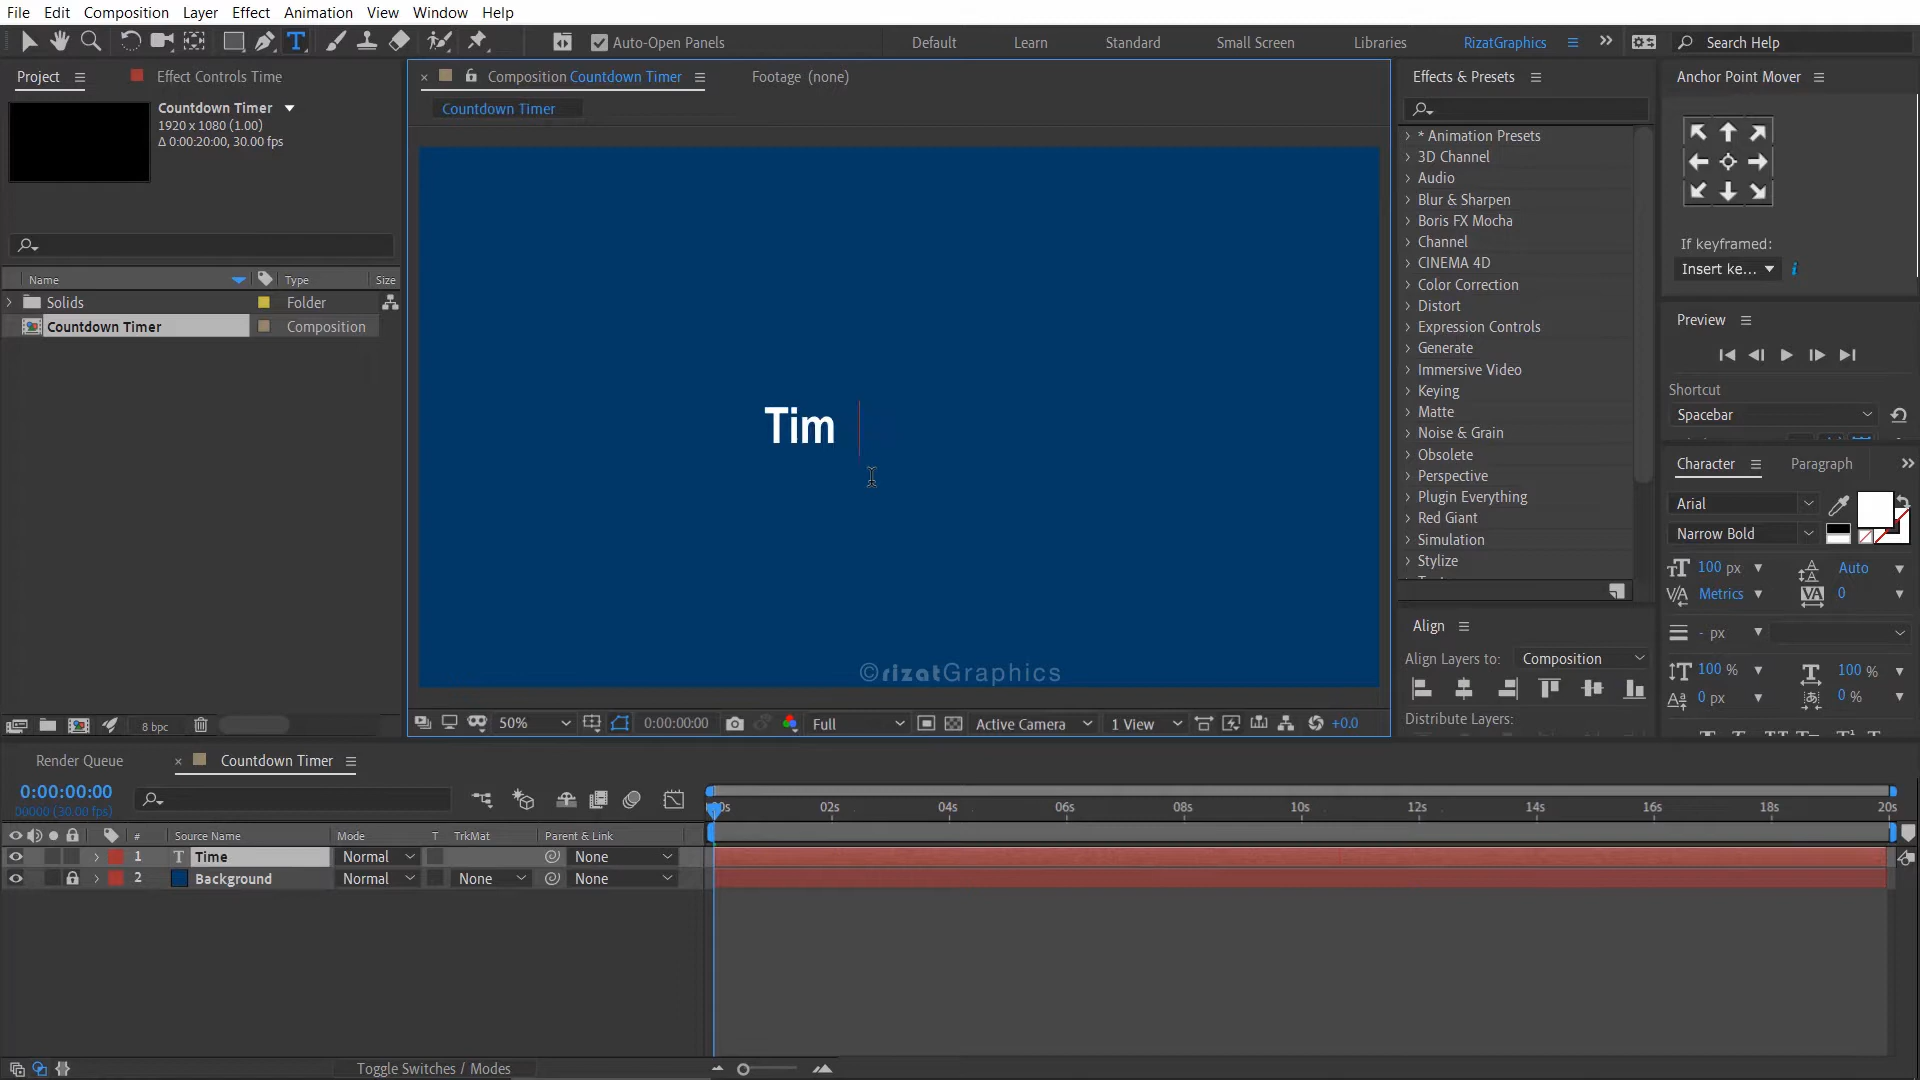 File Edit Composition Layer Effect Animation View Window Help
Auto-Open Panels Default Learn Standard Small Screen Libraries RizatGraphics Search Help
Project Effect Controls Time
Countdown Timer
1920 x 1080 (1.00)
Δ 0:00:20:00, 30.00 fps
Name Type Size
Solids Folder
Countdown Timer Composition
8 bpc
Composition Countdown Timer Footage (none)
Countdown Timer
Tim
©rizatGraphics
50% 0:00:00:00 Full Active Camera 1 View +0.0
Effects & Presets
* Animation Presets
3D Channel
Audio
Blur & Sharpen
Boris FX Mocha
Channel
CINEMA 4D
Color Correction
Distort
Expression Controls
Generate
Immersive Video
Keying
Matte
Noise & Grain
Obsolete
Perspective
Plugin Everything
Red Giant
Simulation
Stylize
Align
Align Layers to: Composition
Distribute Layers:
Anchor Point Mover
If keyframed:
Insert ke...
Preview
Shortcut
Spacebar
Character Paragraph
Arial
Narrow Bold
100 px Auto
Metrics 0
- px
100 % 100 %
0 px 0 %
Render Queue Countdown Timer
0:00:00:00
00000 (30.00 fps)
02s 04s 06s 08s 10s 12s 14s 16s 18s 20s
# Source Name Mode T TrkMat Parent & Link
1 T Time Normal None
2 Background Normal None None
Toggle Switches / Modes